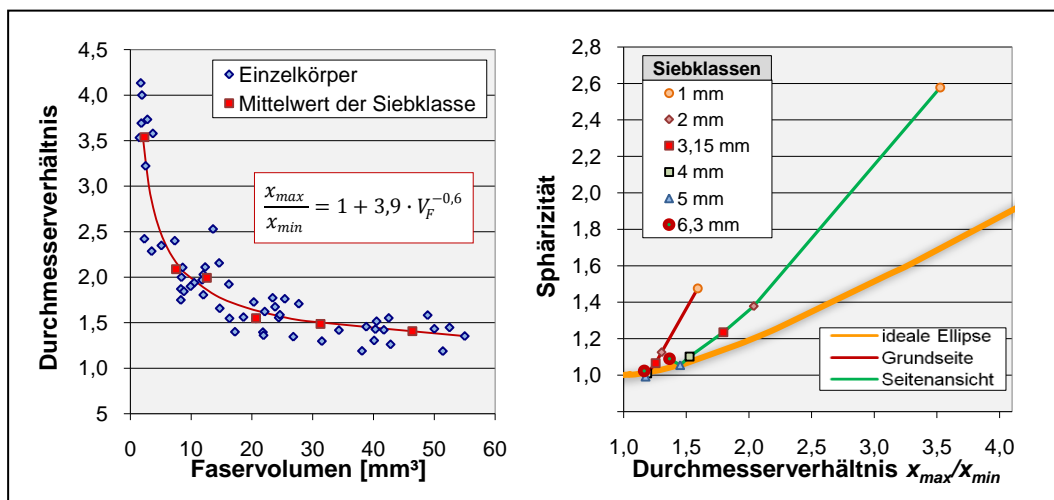 4,5
4,0
3,5
3,0
2,5
2,0
1,5
1,0
5
Durchmesserverhältnis
Einzelkörper
Mittelwert der Siebklasse
x_max/x_min = 1 + 3,9 · V_F^−0,6
0 10 20 30 40 50 60
Faservolumen [mm³]
2,8
2,6
2,4
2,2
2,0
1,8
1,6
1,4
1,2
1,0
Sphärizität
Siebklassen
1 mm
2 mm
3,15 mm
4 mm
5 mm
6,3 mm
ideale Ellipse
Grundseite
Seitenansicht
1,0 1,5 2,0 2,5 3,0 3,5 4,0
Durchmesserverhältnis x_max/x_min